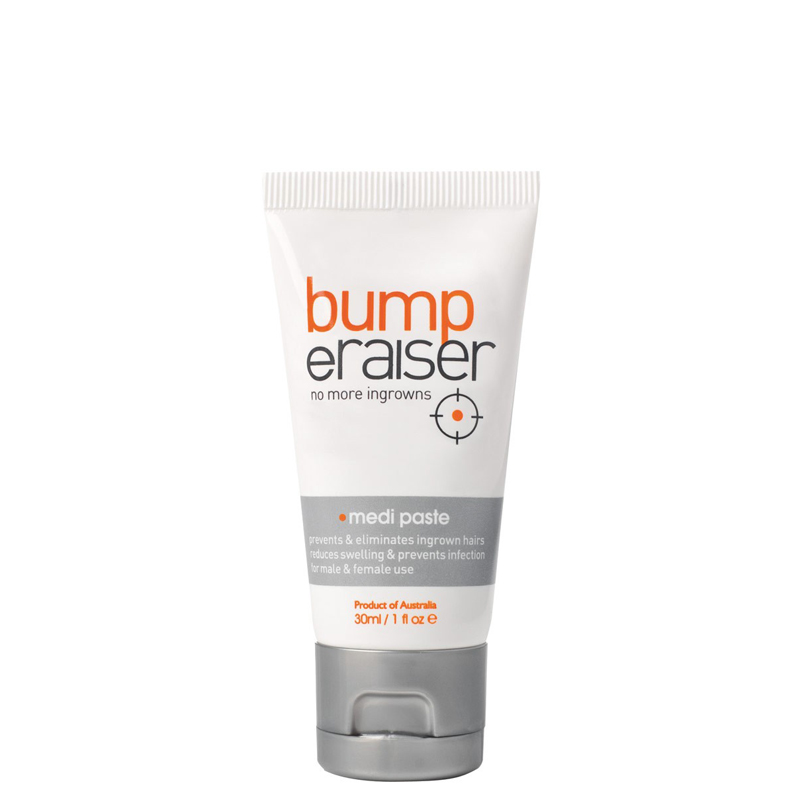 bump
eraiser
no more ingrowns
•medi paste
prevents & eliminates ingrown hairs
reduces swelling & prevents infection
for male & female use
Product of Australia
30ml / 1 fl oz ℮